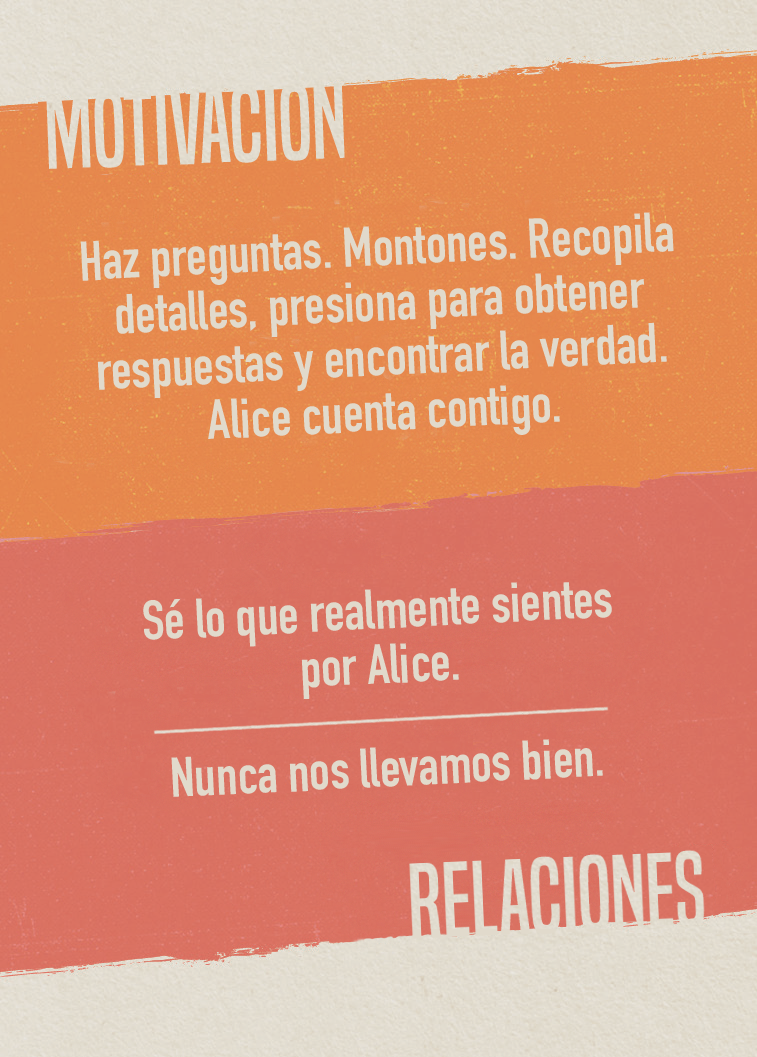 MOTIVACIÓN
Haz preguntas. Montones. Recopila
detalles, presiona para obtener
respuestas y encontrar la verdad.
Alice cuenta contigo.
Sé lo que realmente sientes
por Alice.
Nunca nos llevamos bien.
RELACIONES